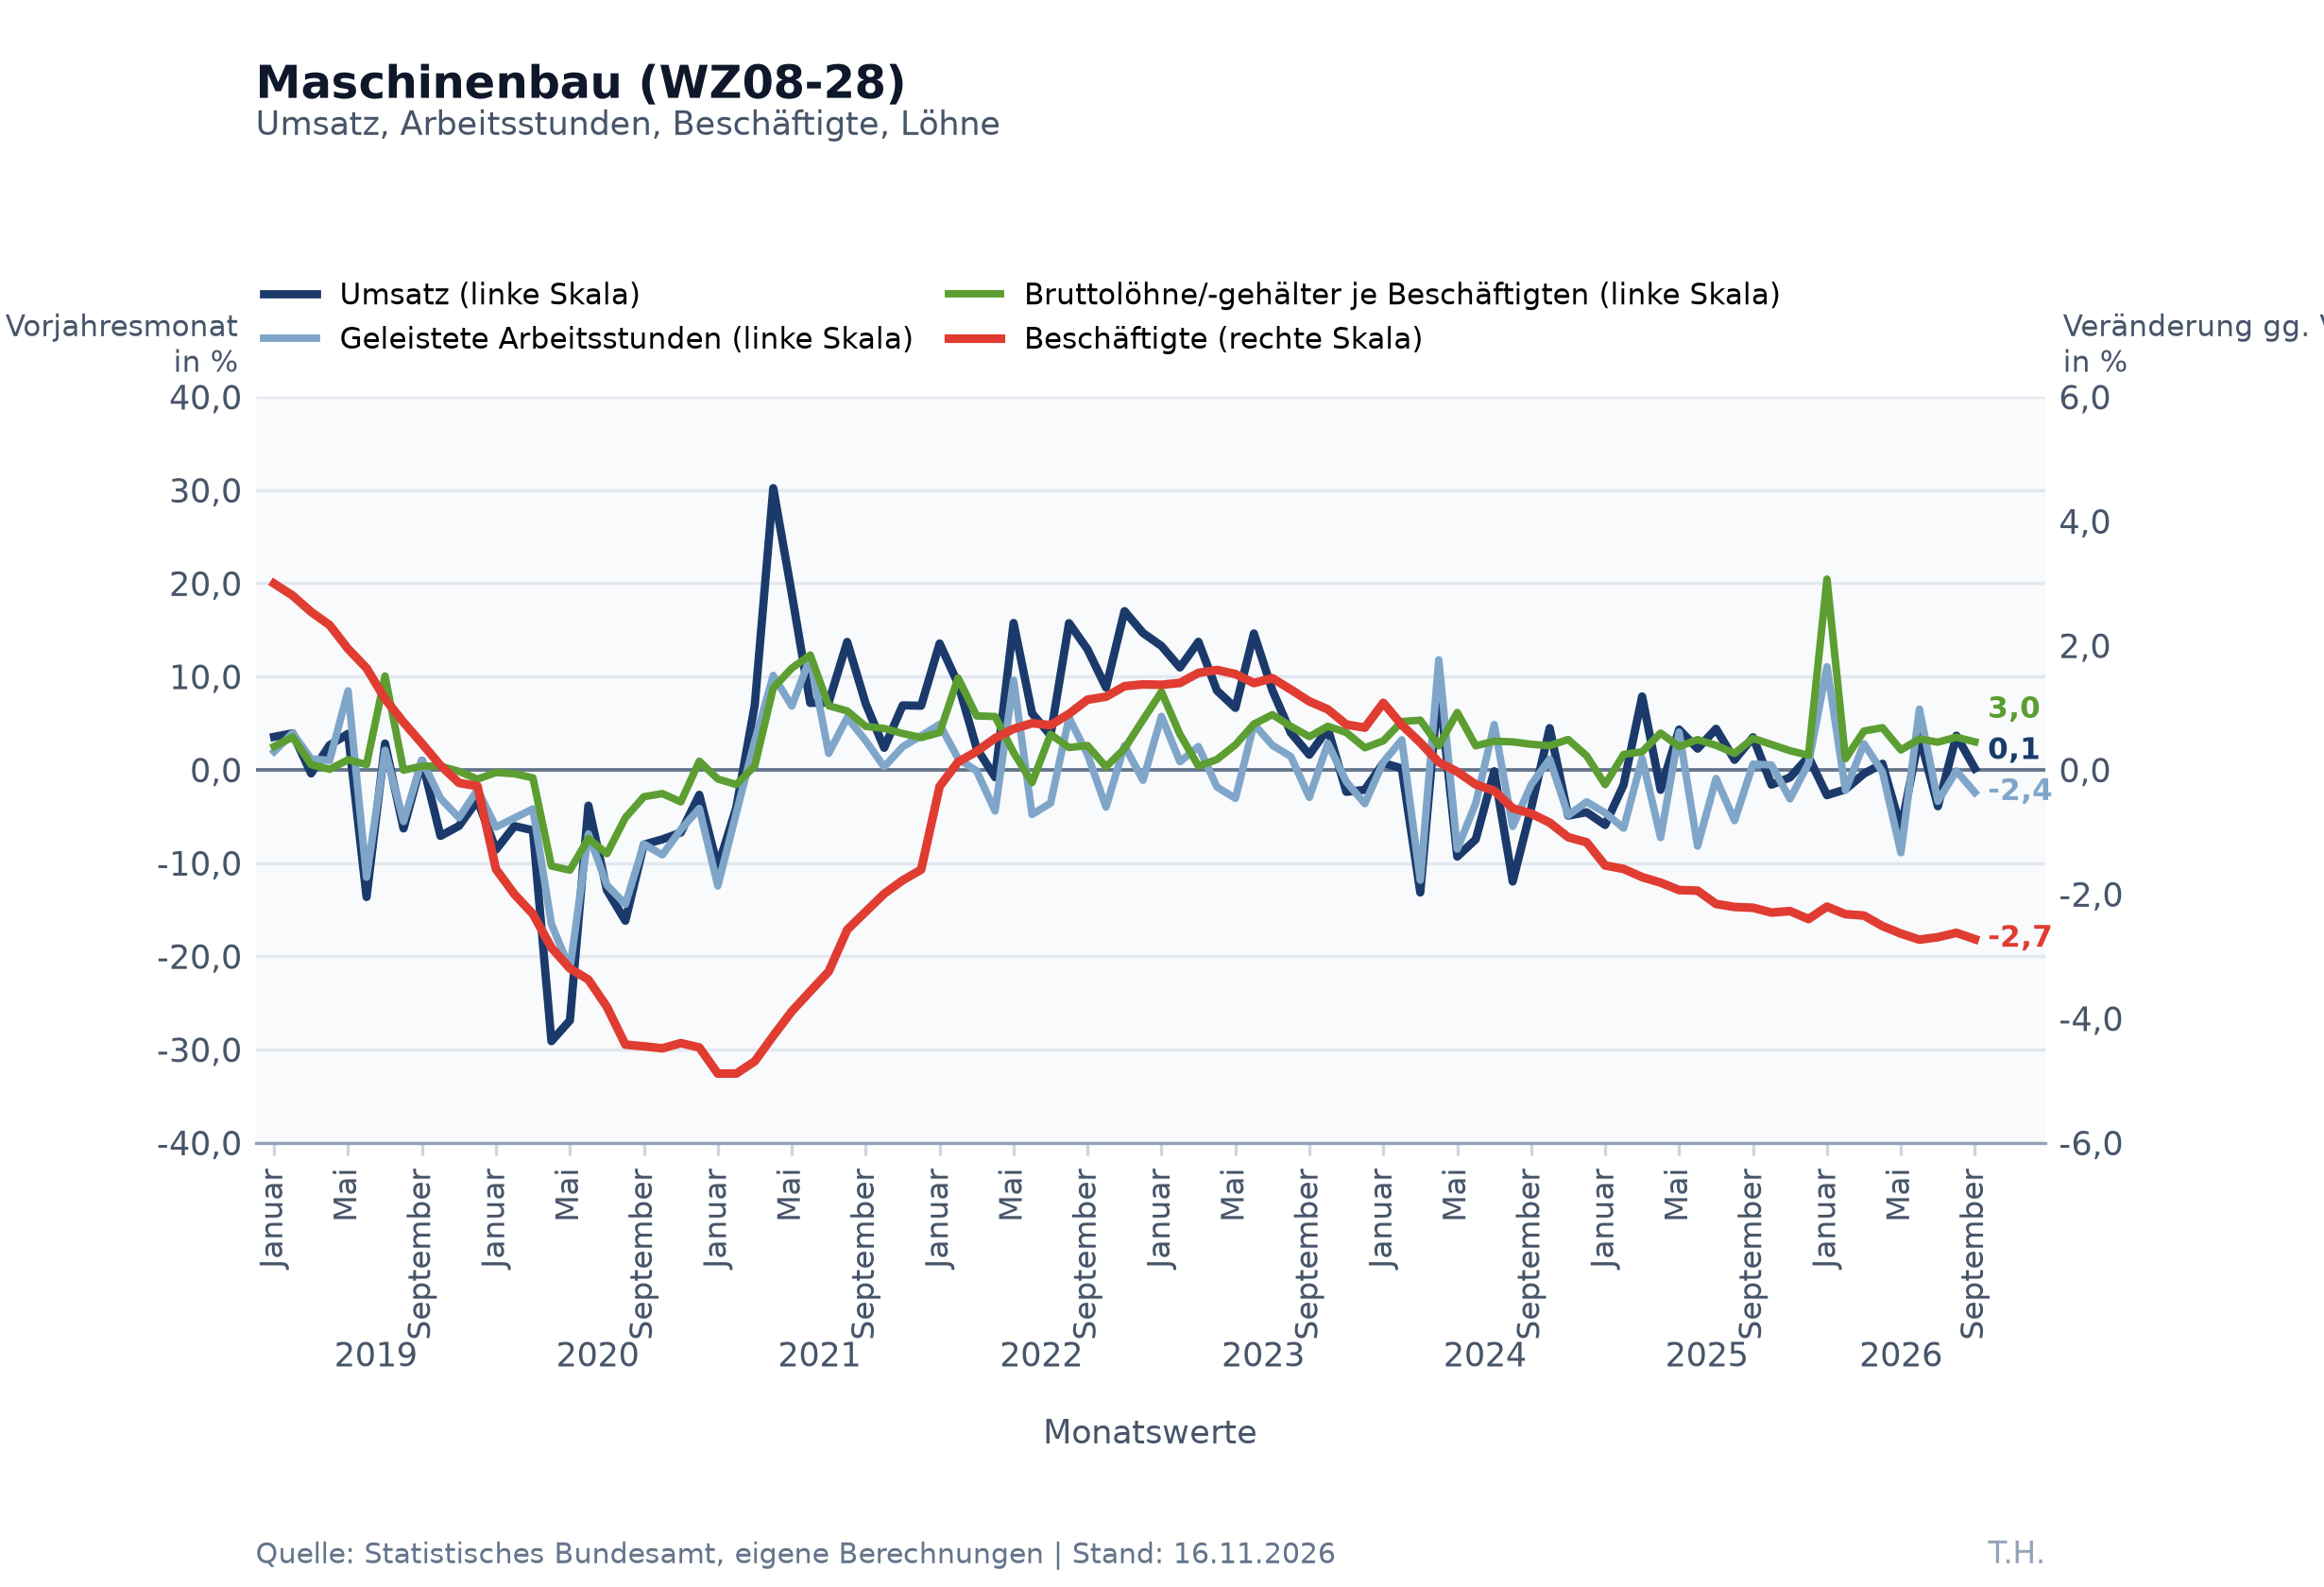 Maschinenbau (WZ08-28)
Umsatz, Arbeitsstunden, Beschäftigte, Löhne
Umsatz (linke Skala)
Geleistete Arbeitsstunden (linke Skala)
Bruttolöhne/-gehälter je Beschäftigten (linke Skala)
Beschäftigte (rechte Skala)
Vorjahresmonat
in %
Veränderung gg.
in %
40,0
30,0
20,0
10,0
0,0
-10,0
-20,0
-30,0
-40,0
6,0
4,0
2,0
0,0
-2,0
-4,0
-6,0
3,0
0,1
-2,4
-2,7
Januar
Mai
September
Januar
Mai
September
Januar
Mai
September
Januar
Mai
September
Januar
Mai
September
Januar
Mai
September
Januar
Mai
September
Januar
Mai
September
2019
2020
2021
2022
2023
2024
2025
2026
Monatswerte
Quelle: Statistisches Bundesamt, eigene Berechnungen | Stand: 16.11.2026
T.H.